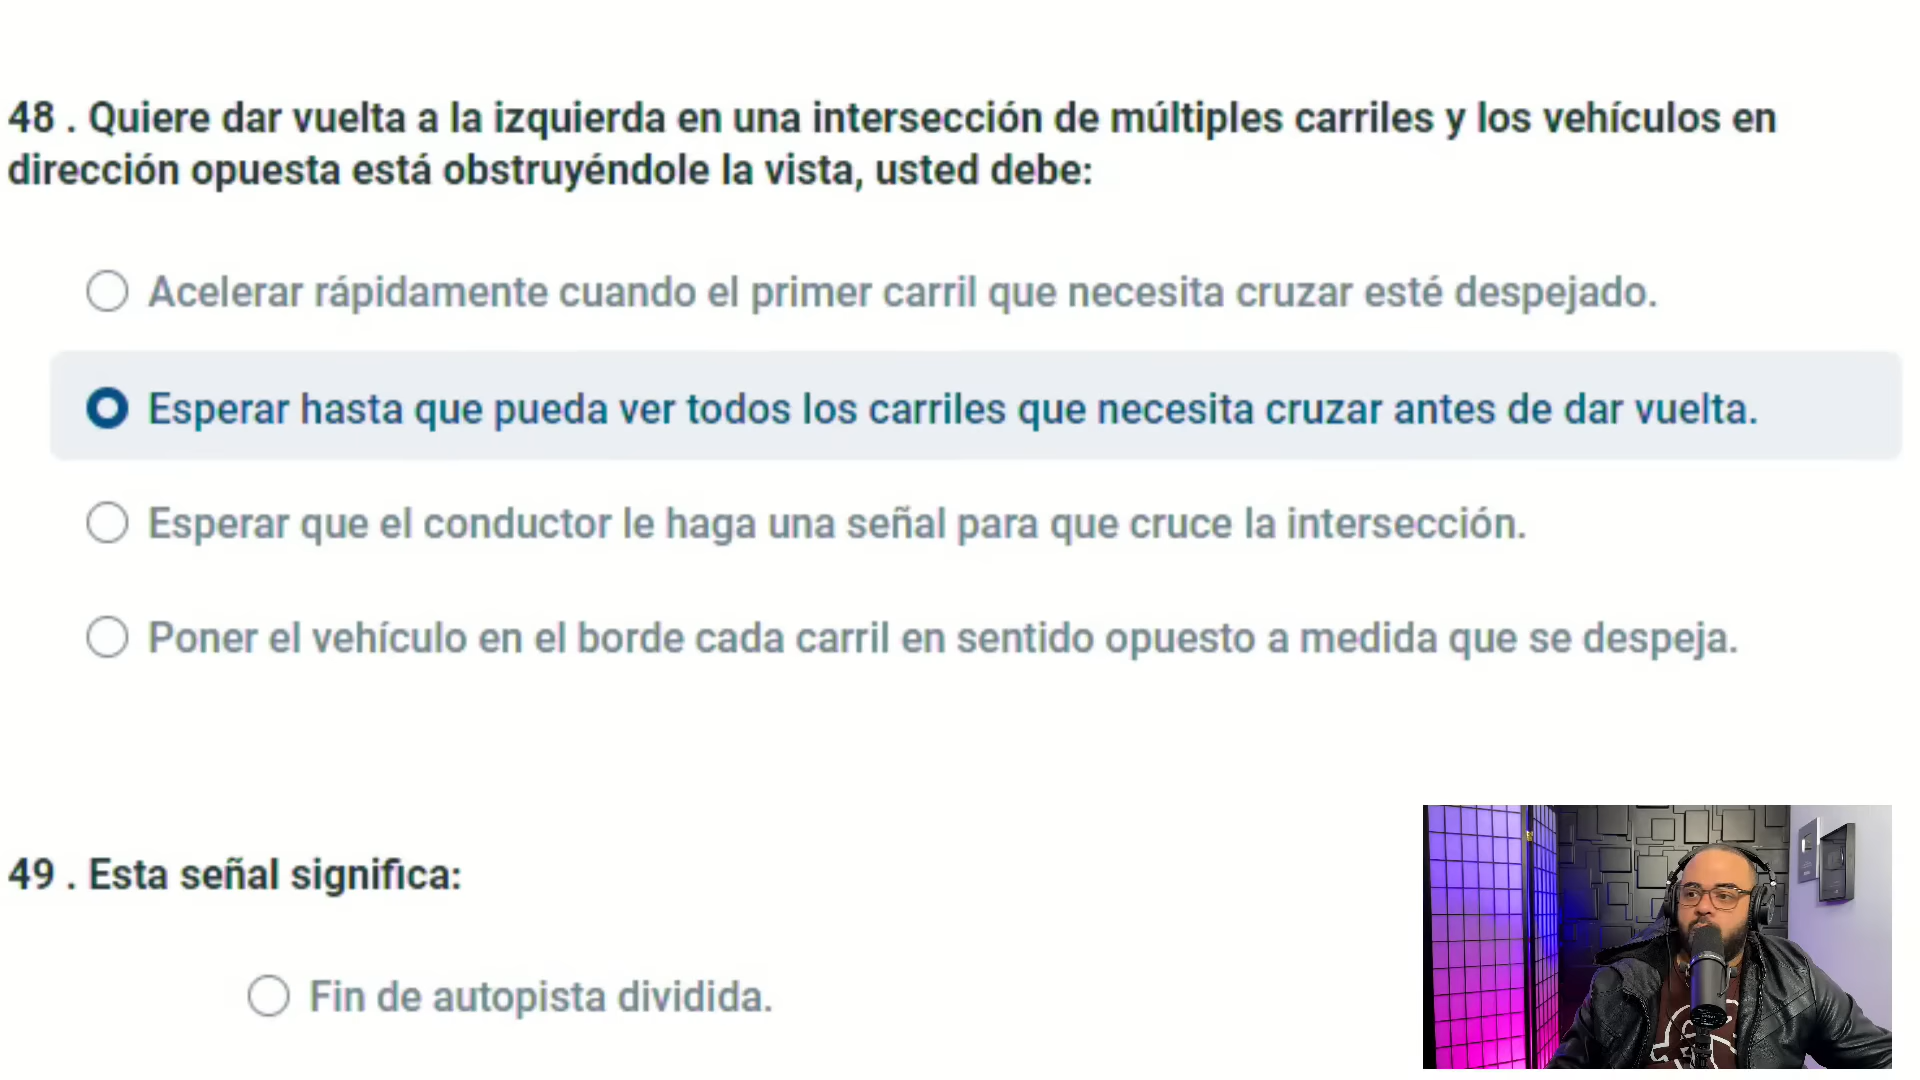 48 . Quiere dar vuelta a la izquierda en una intersección de múltiples carriles y los vehículos en
dirección opuesta está obstruyéndole la vista, usted debe:
Acelerar rápidamente cuando el primer carril que necesita cruzar esté despejado.
Esperar hasta que pueda ver todos los carriles que necesita cruzar antes de dar vuelta.
Esperar que el conductor le haga una señal para que cruce la intersección.
Poner el vehículo en el borde cada carril en sentido opuesto a medida que se despeja.
49 . Esta señal significa:
Fin de autopista dividida.